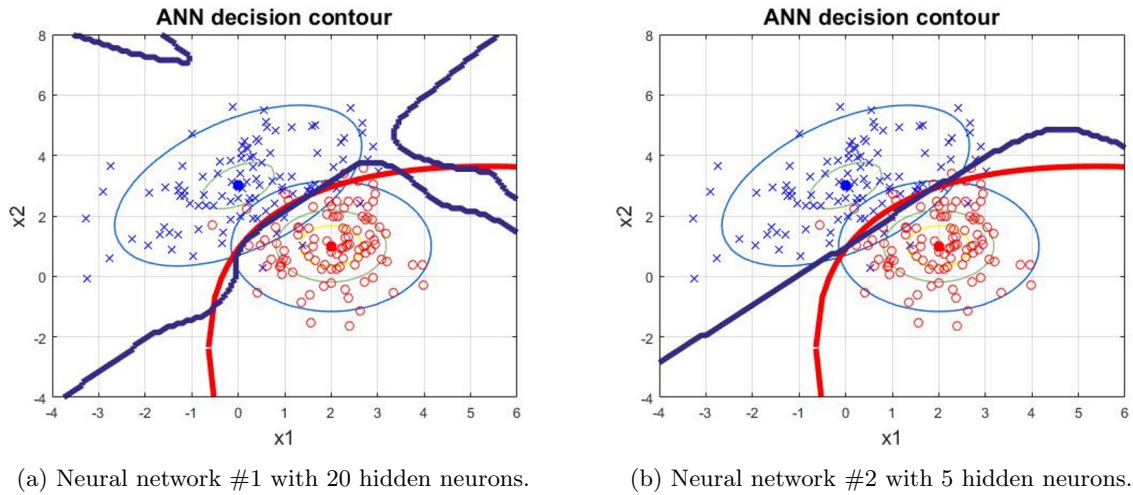 ANN decision contour
8
6
4
2
0
-2
-4
x2
-4 -3 -2 -1 0 1 2 3 4 5 6
x1
(a) Neural network #1 with 20 hidden neurons.
ANN decision contour
8
6
4
2
0
-2
-4
x2
-4 -3 -2 -1 0 1 2 3 4 5 6
x1
(b) Neural network #2 with 5 hidden neurons.